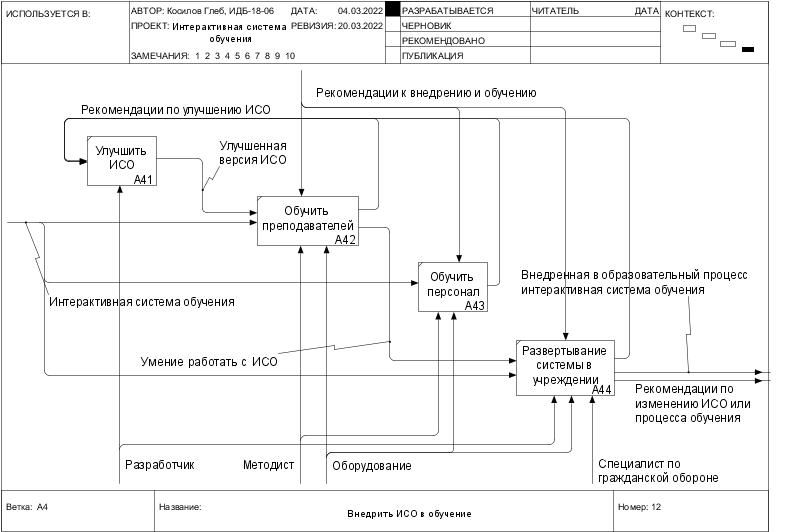 ИСПОЛЬЗУЕТСЯ В:
АВТОР: Косилов Глеб, ИДБ-18-06
ДАТА: 04.03.2022
ПРОЕКТ: Интерактивная система
обучения
РЕВИЗИЯ: 20.03.2022
ЗАМЕЧАНИЯ: 1 2 3 4 5 6 7 8 9 10
РАЗРАБАТЫВАЕТСЯ
ЧЕРНОВИК
РЕКОМЕНДОВАНО
ПУБЛИКАЦИЯ
ЧИТАТЕЛЬ
ДАТА
КОНТЕКСТ:
Рекомендации к внедрению и обучению
Рекомендации по улучшению ИСО
Улучшить
ИСО
A41
Улучшенная
версия ИСО
Обучить
преподавателей
A42
Обучить
персонал
A43
Внедренная в образовательный процесс
интерактивная система обучения
Интерактивная система обучения
Умение работать с ИСО
Развертывание
системы в
учреждении
A44
Рекомендации по
изменению ИСО или
процесса обучения
Разработчик
Методист
Оборудование
Специалист по
гражданской обороне
Ветка: A4
Название:
Внедрить ИСО в обучение
Номер: 12